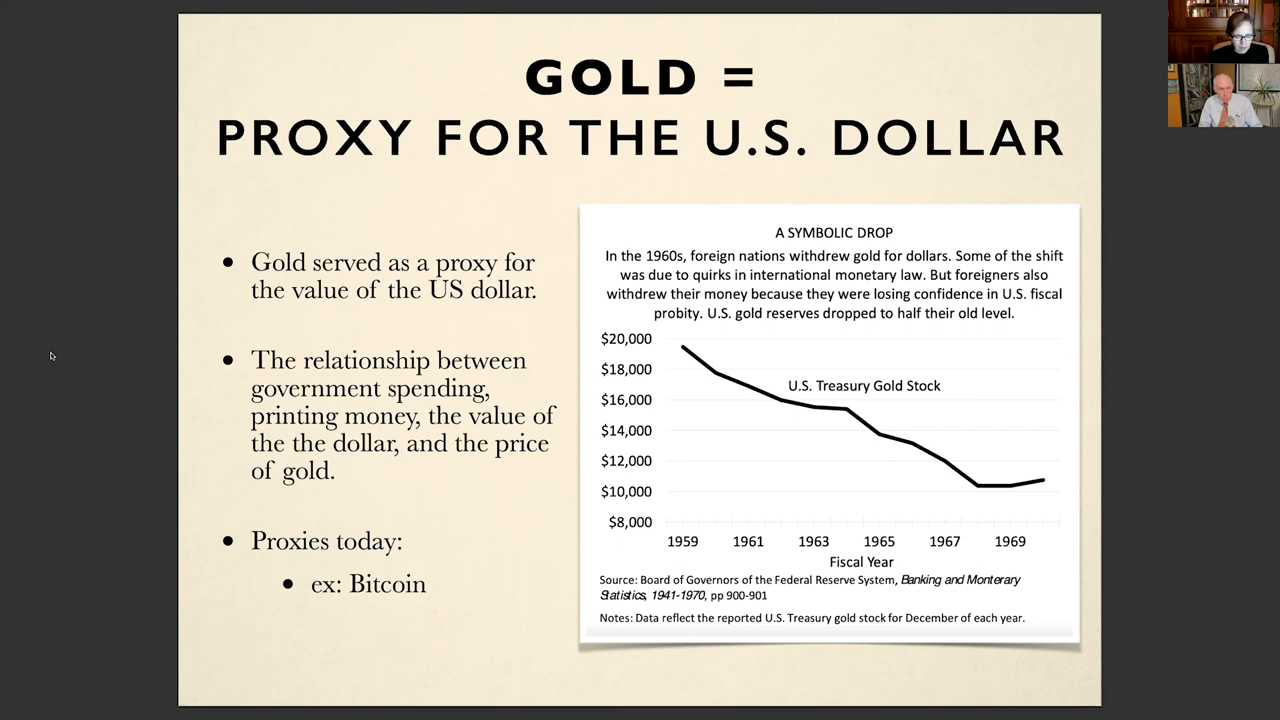 GOLD =
PROXY FOR THE U.S. DOLLAR
• Gold served as a proxy for
the value of the US dollar.
• The relationship between
government spending,
printing money, the value of
the the dollar, and the price
of gold.
• Proxies today:
• ex: Bitcoin
A SYMBOLIC DROP
In the 1960s, foreign nations withdrew gold for dollars. Some of the shift
was due to quirks in international monetary law. But foreigners also
withdrew their money because they were losing confidence in U.S. fiscal
probity. U.S. gold reserves dropped to half their old level.
$20,000
$18,000
U.S. Treasury Gold Stock
$16,000
$14,000
$12,000
$10,000
$8,000
1959 1961 1963 1965 1967 1969
Fiscal Year
Source: Board of Governors of the Federal Reserve System, Banking and Monterary
Statistics, 1941-1970, pp 900-901
Notes: Data reflect the reported U.S. Treasury gold stock for December of each year.